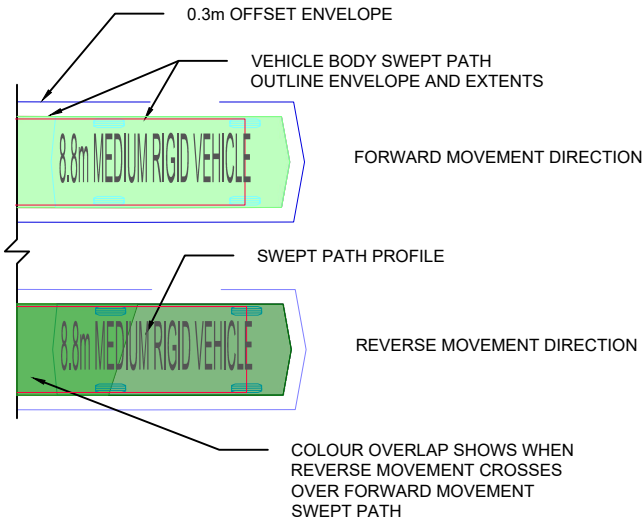 0.3m OFFSET ENVELOPE
VEHICLE BODY SWEPT PATH
OUTLINE ENVELOPE AND EXTENTS
8.8m MEDIUM RIGID VEHICLE
FORWARD MOVEMENT DIRECTION
SWEPT PATH PROFILE
8.8m MEDIUM RIGID VEHICLE
REVERSE MOVEMENT DIRECTION
COLOUR OVERLAP SHOWS WHEN
REVERSE MOVEMENT CROSSES
OVER FORWARD MOVEMENT
SWEPT PATH